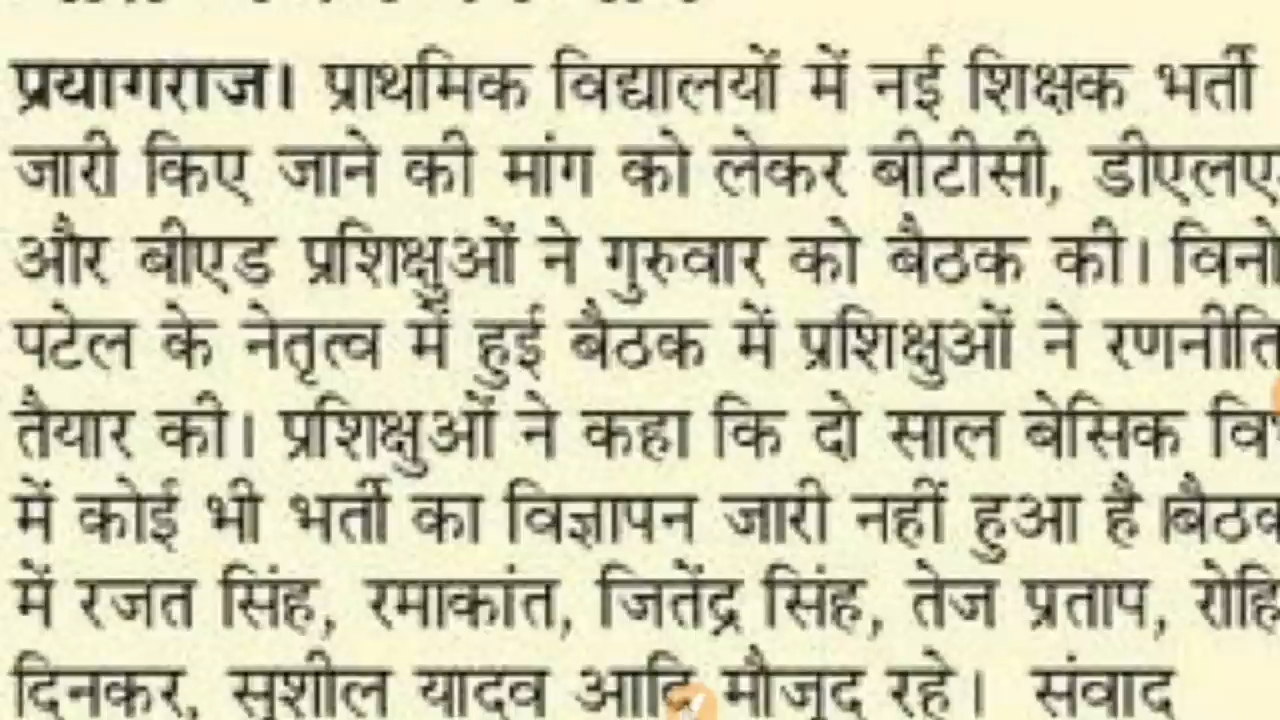 प्रयागराज। प्राथमिक विद्यालयों में नई शिक्षक भर्ती
जारी किए जाने की मांग को लेकर बीटीसी,
और बीएड प्रशिक्षुओं ने गुरुवार को बैठक की।
पटेल के नेतृत्व में हुई बैठक में प्रशिक्षुओं ने रणनीति
तैयार की। प्रशिक्षुओं ने कहा कि दो साल बेसिक
में कोई भी भर्ती का विज्ञापन जारी नहीं हुआ है।
में रजत सिंह, रमाकांत, जितेंद्र सिंह, तेज प्रताप,
दिनकर, सुशील यादव आदि मौजूद रहे। संवाद